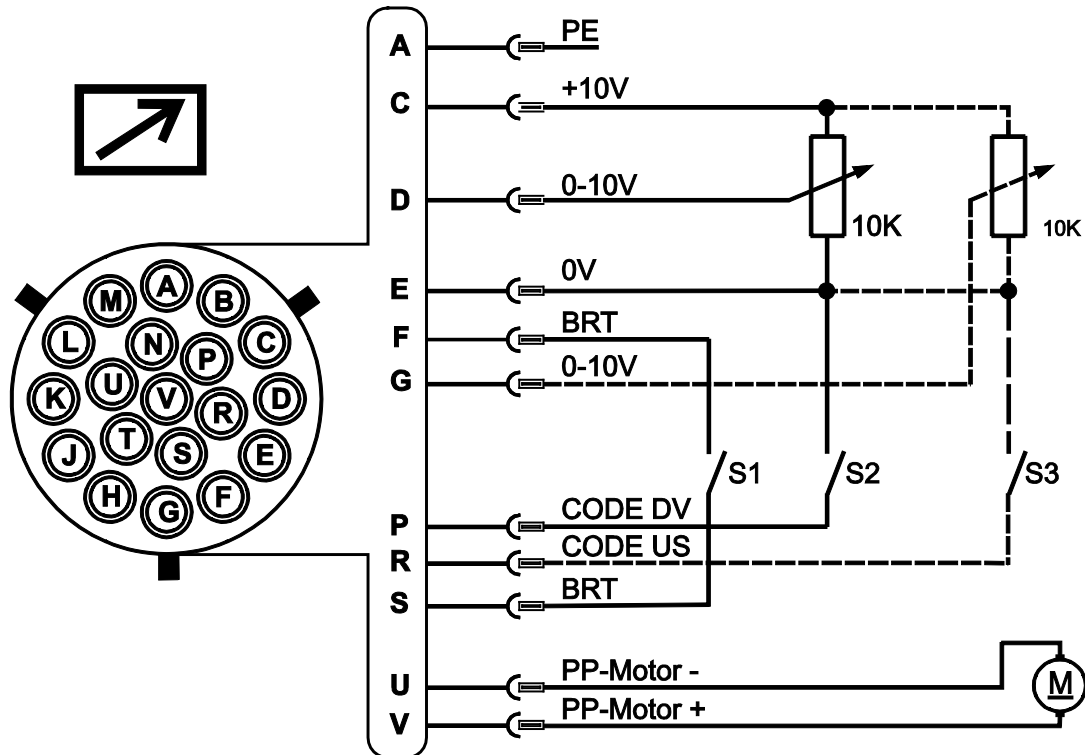 A PE
C +10V
D 0-10V
10K 10K
E 0V
F BRT
G 0-10V
S1 S2 S3
P CODE DV
R CODE US
S BRT
U PP-Motor -
V PP-Motor +
M
A
M B
L N P C
K U V R D
J T S E
H G F